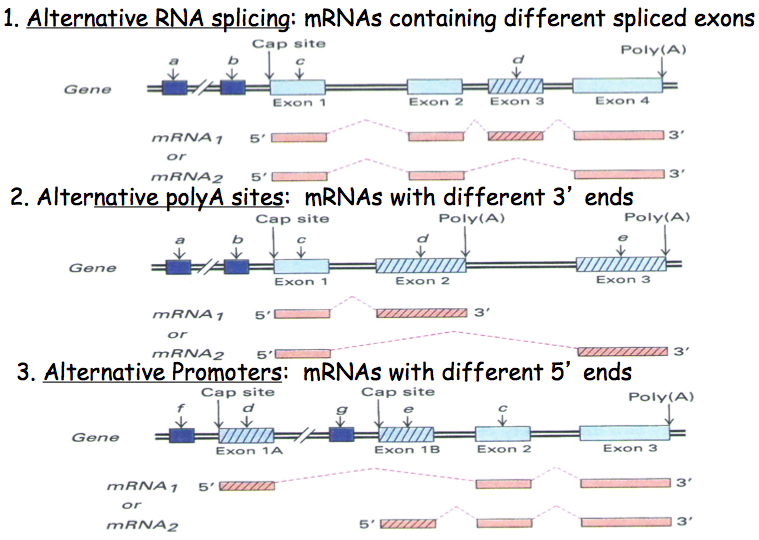 1. Alternative RNA splicing: mRNAs containing different spliced exons
Cap site
Poly(A)
a b c d
Gene
Exon 1 Exon 2 Exon 3 Exon 4
mRNA1 5' 3'
or
mRNA2 5' 3'
2. Alternative polyA sites: mRNAs with different 3' ends
Cap site Poly(A) Poly(A)
a b c d e
Gene
Exon 1 Exon 2 Exon 3
mRNA1 5' 3'
or
mRNA2 5' 3'
3. Alternative Promoters: mRNAs with different 5' ends
Cap site Cap site Poly(A)
f d g e c
Gene
Exon 1A Exon 1B Exon 2 Exon 3
mRNA1 5' 3'
or
mRNA2 5' 3'